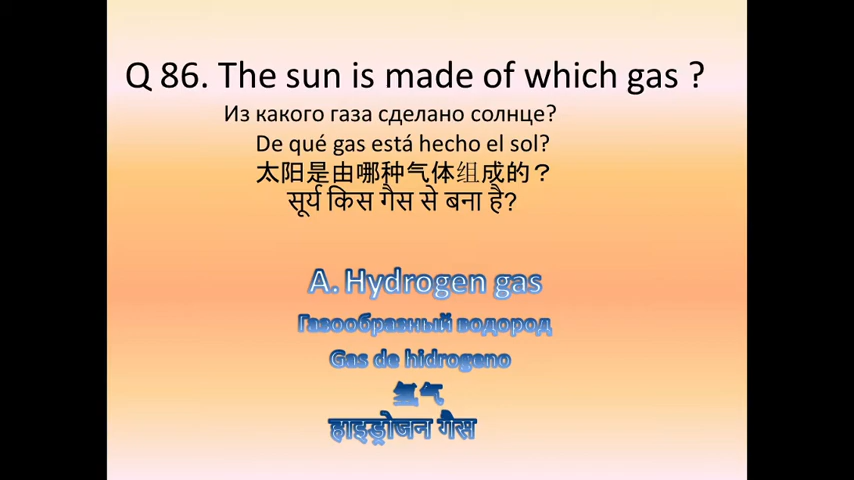 Q 86. The sun is made of which gas ?
Из какого газа сделано солнце?
De qué gas está hecho el sol?
太阳是由哪种气体组成的？
सूर्य किस गैस से बना है?
A. Hydrogen gas
Газообразный водород
Gas de hidrogeno
氢气
हाइड्रोजन गैस